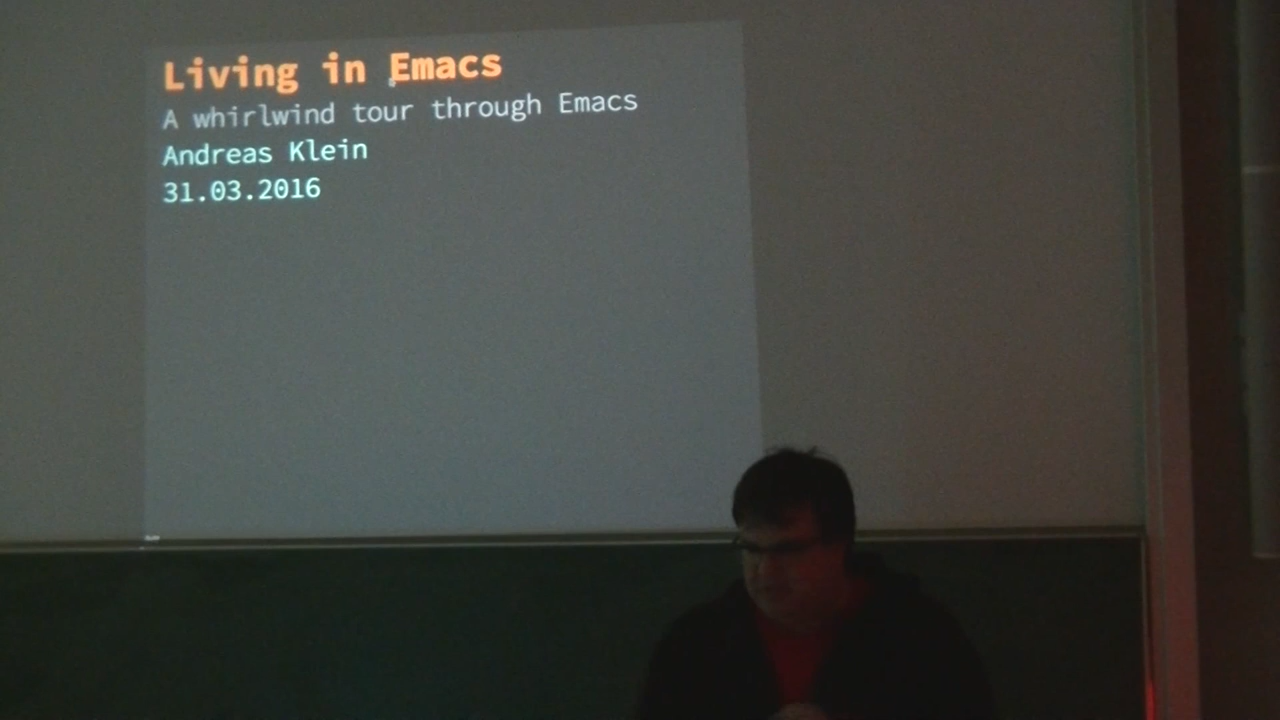 Living in Emacs
A whirlwind tour through Emacs
Andreas Klein
31.03.2016